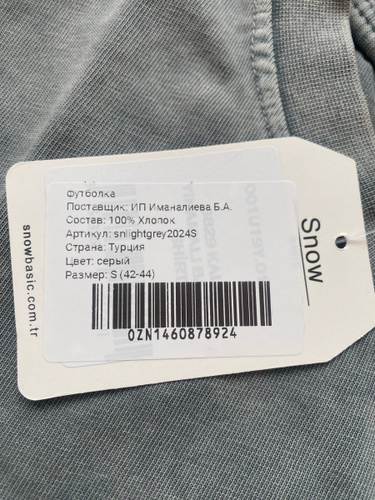 Футболка
Поставщик: ИП Иманалиева Б.А.
Состав: 100% Хлопок
Артикул: snlightgrey2024S
Страна: Турция
Цвет: серый
Размер: S (42-44)
OZN1460878924
Snow
snowbasic.com.tr